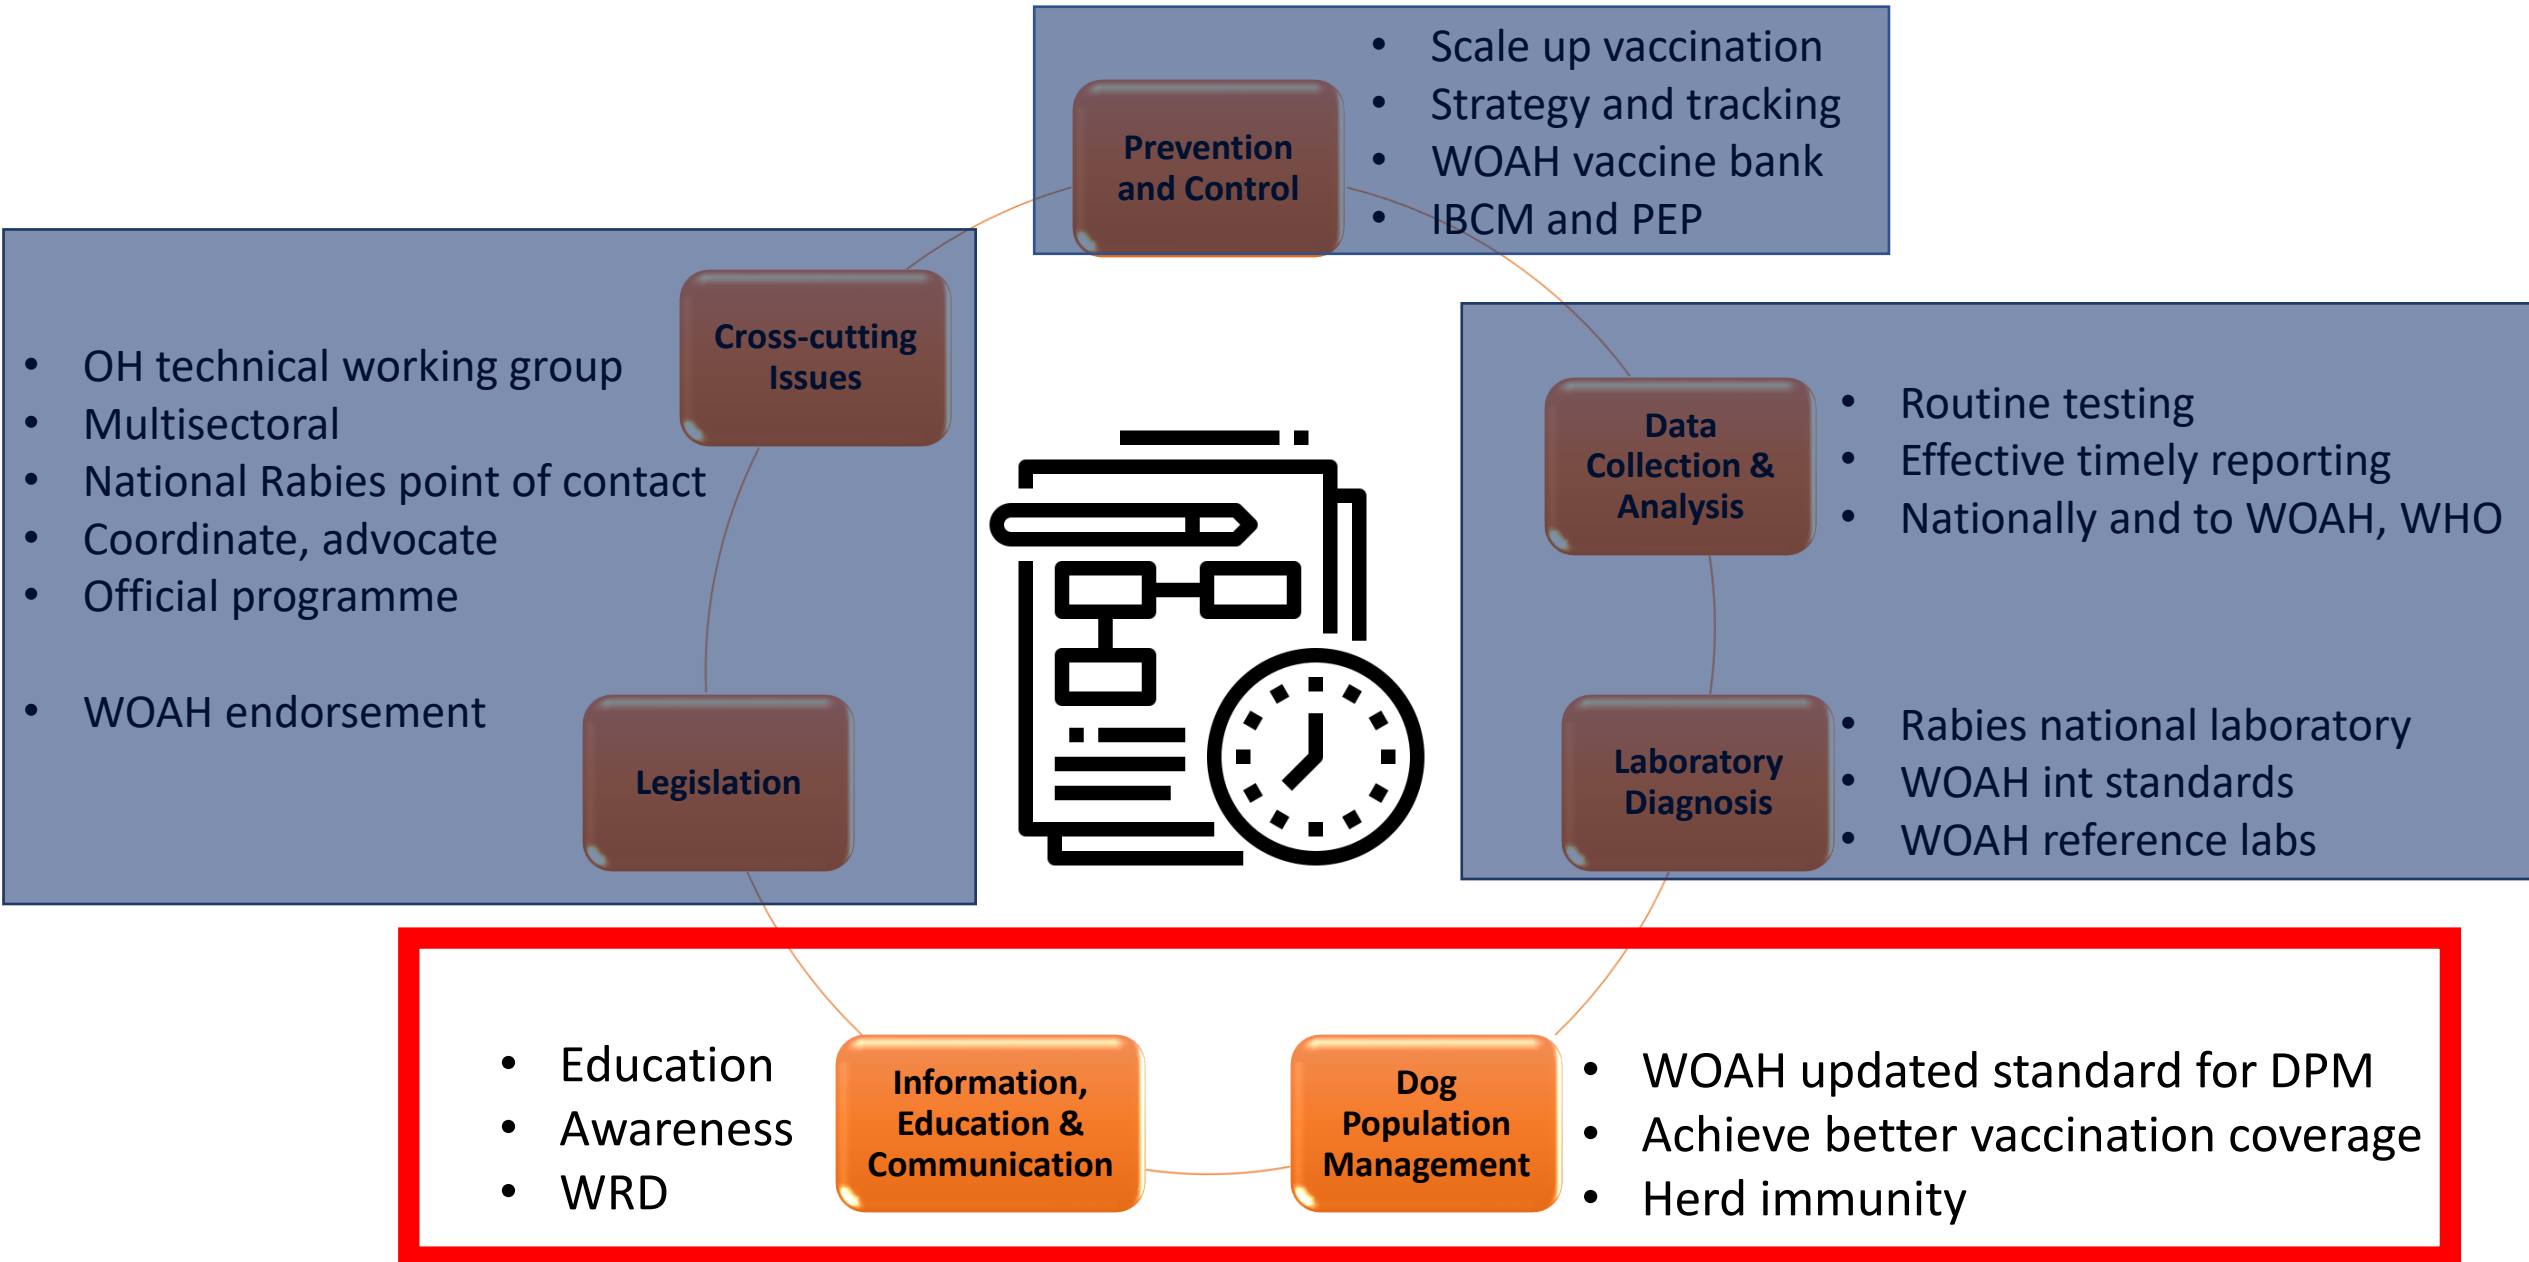 Prevention
and Control
• Scale up vaccination
• Strategy and tracking
• WOAH vaccine bank
• IBCM and PEP
Cross-cutting
Issues
• OH technical working group
• Multisectoral
• National Rabies point of contact
• Coordinate, advocate
• Official programme
• WOAH endorsement
Legislation
Data
Collection &
Analysis
• Routine testing
• Effective timely reporting
• Nationally and to WOAH, WHO
Laboratory
Diagnosis
• Rabies national laboratory
• WOAH int standards
• WOAH reference labs
• Education
• Awareness
• WRD
Information,
Education &
Communication
Dog
Population
Management
• WOAH updated standard for DPM
• Achieve better vaccination coverage
• Herd immunity